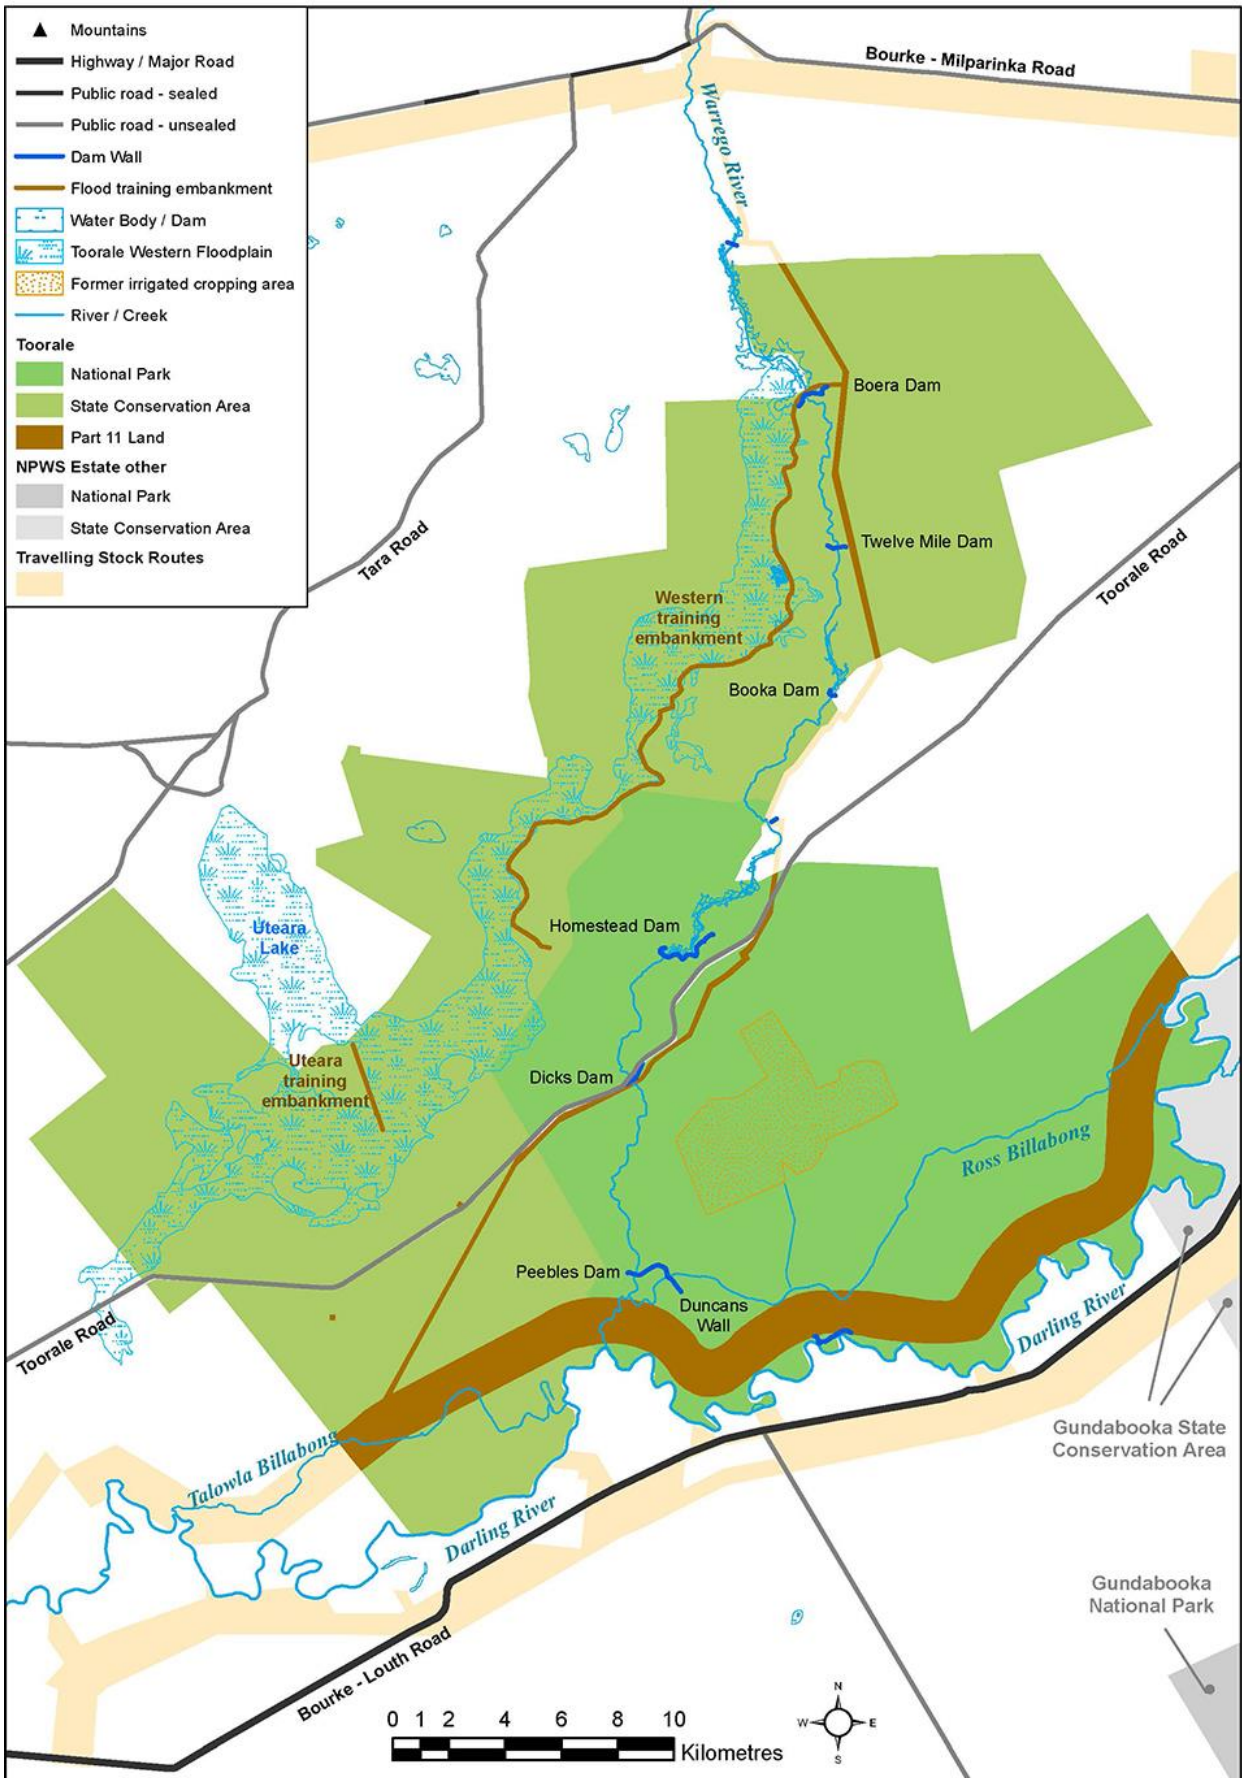 Mountains
Highway / Major Road
Public road - sealed
Public road - unsealed
Dam Wall
Flood training embankment
Water Body / Dam
Toorale Western Floodplain
Former irrigated cropping area
River / Creek
Toorale
National Park
State Conservation Area
Part 11 Land
NPWS Estate other
National Park
State Conservation Area
Travelling Stock Routes
Bourke - Milparinka Road
Warrego River
Boera Dam
Tara Road
Twelve Mile Dam
Toorale Road
Western
training
embankment
Booka Dam
Homestead Dam
Uteara
Lake
Uteara
training
embankment
Dicks Dam
Ross Billabong
Peebles Dam
Duncans
Wall
Toorale Road
Darling River
Gundabooka State
Conservation Area
Talowla Billabong
Darling River
Gundabooka
National Park
Bourke - Louth Road
0 1 2 4 6 8 10
Kilometres
N
W E
S